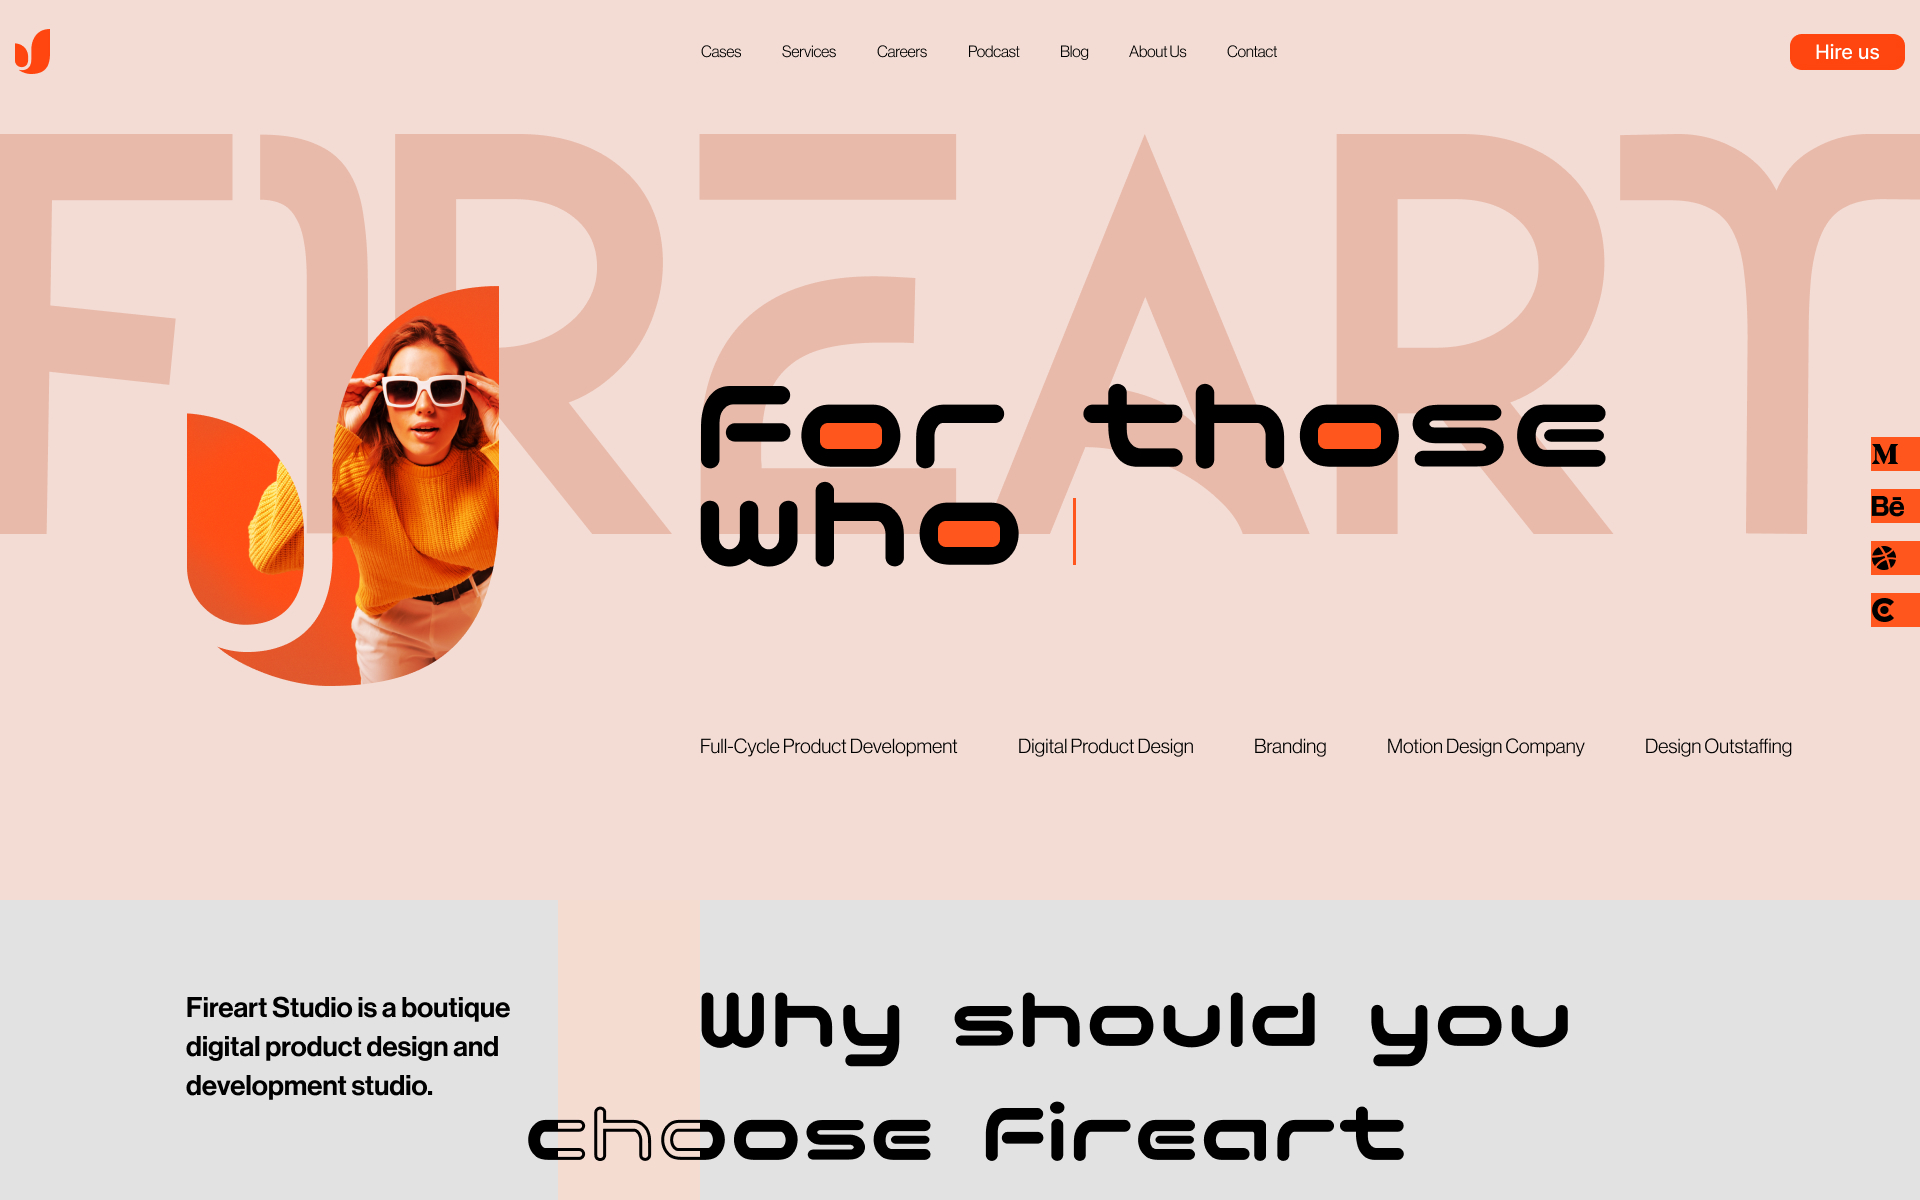 Cases Services Careers Podcast Blog About Us Contact
Hire us
FIREART
For those
who
M
Bē
Full-Cycle Product Development Digital Product Design Branding Motion Design Company Design Outstaffing
Fireart Studio is a boutique
digital product design and
development studio.
Why should you
choose Fireart